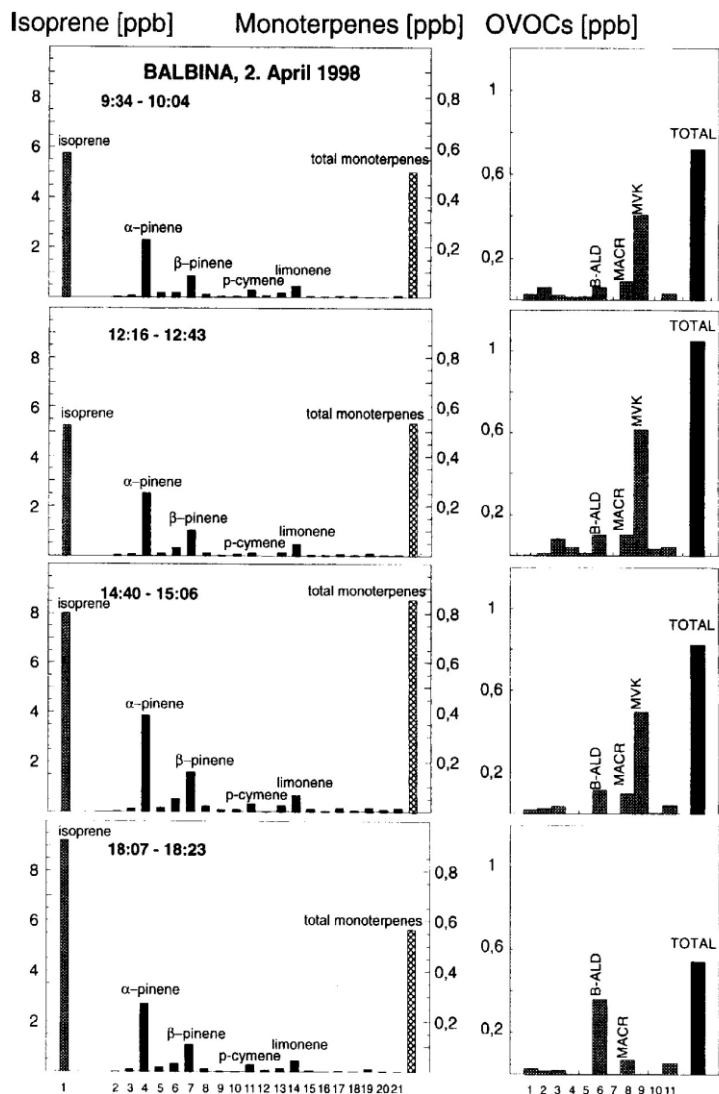 Isoprene [ppb] Monoterpenes [ppb] OVOCs [ppb]
BALBINA, 2. April 1998
9:34 - 10:04
8
6
4
2
isoprene
α-pinene
β-pinene
p-cymene
limonene
total monoterpenes
0,8
0,6
0,4
0,2
1
0,6
0,2
B-ALD
MACR
MVK
TOTAL
12:16 - 12:43
8
6
4
2
isoprene
α-pinene
β-pinene
p-cymene
limonene
total monoterpenes
0,8
0,6
0,4
0,2
1
0,6
0,2
B-ALD
MACR
MVK
TOTAL
14:40 - 15:06
8
6
4
2
isoprene
α-pinene
β-pinene
p-cymene
limonene
total monoterpenes
0,8
0,6
0,4
0,2
1
0,6
0,2
B-ALD
MACR
MVK
TOTAL
18:07 - 18:23
8
6
4
2
isoprene
α-pinene
β-pinene
p-cymene
limonene
total monoterpenes
0,8
0,6
0,4
0,2
1
0,6
0,2
B-ALD
MACR
TOTAL
1 2 3 4 5 6 7 8 9 10 11 12 13 14 15 16 17 18 19 20 21
1 2 3 4 5 6 7 8 9 10 11